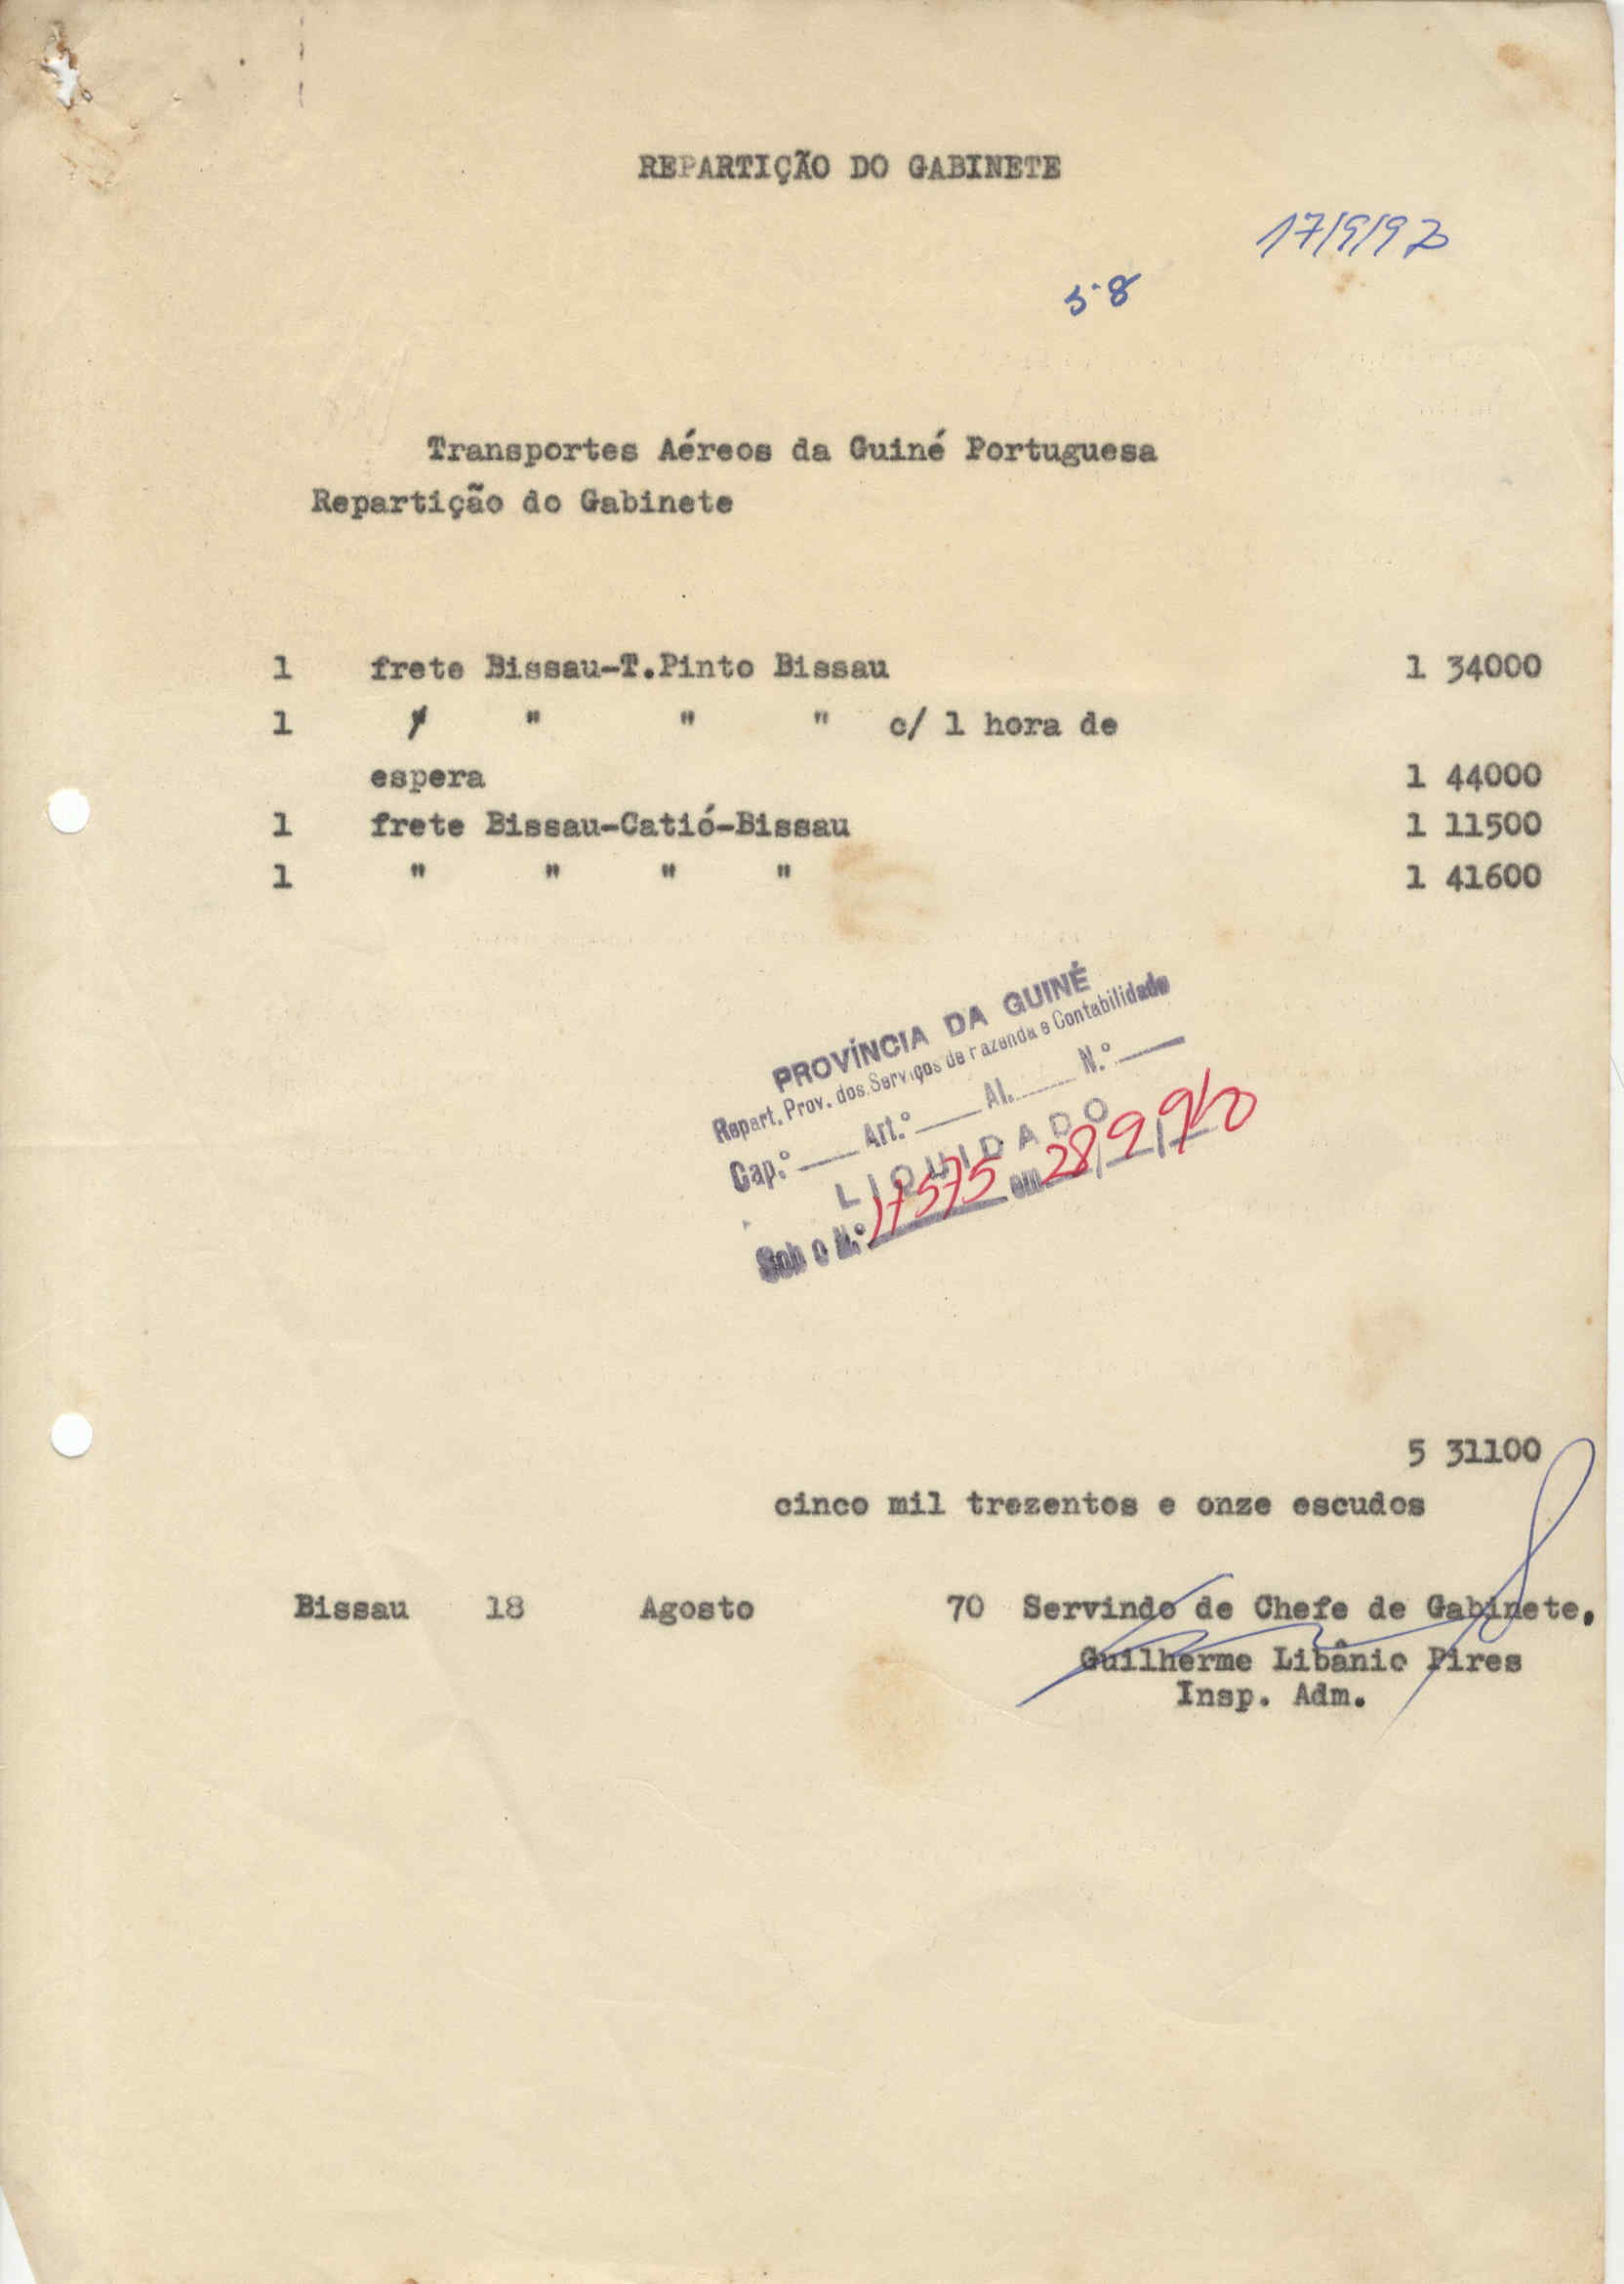 REPARTIÇÃO DO GABINETE
17/9/970
58
Transportes Aéreos da Guiné Portuguesa
Repartição do Gabinete
1 frete Bissau-T.Pinto Bissau 1 34000
1 " " " " c/ 1 hora de
espera 1 44000
1 frete Bissau-Catió-Bissau 1 11500
1 " " " " 1 41600
PROVÍNCIA DA GUINÉ
Repart. Prov. dos Serviços de Fazenda e Contabilidade
Cap.º Art.º Al. N.º
LIQUIDADO
Sob o N.º 17575 em 28/9/970
5 31100
cinco mil trezentos e onze escudos
Bissau 18 Agosto 70 Servindo de Chefe de Gabinete.
Guilherme Libânio Pires
Insp. Adm.